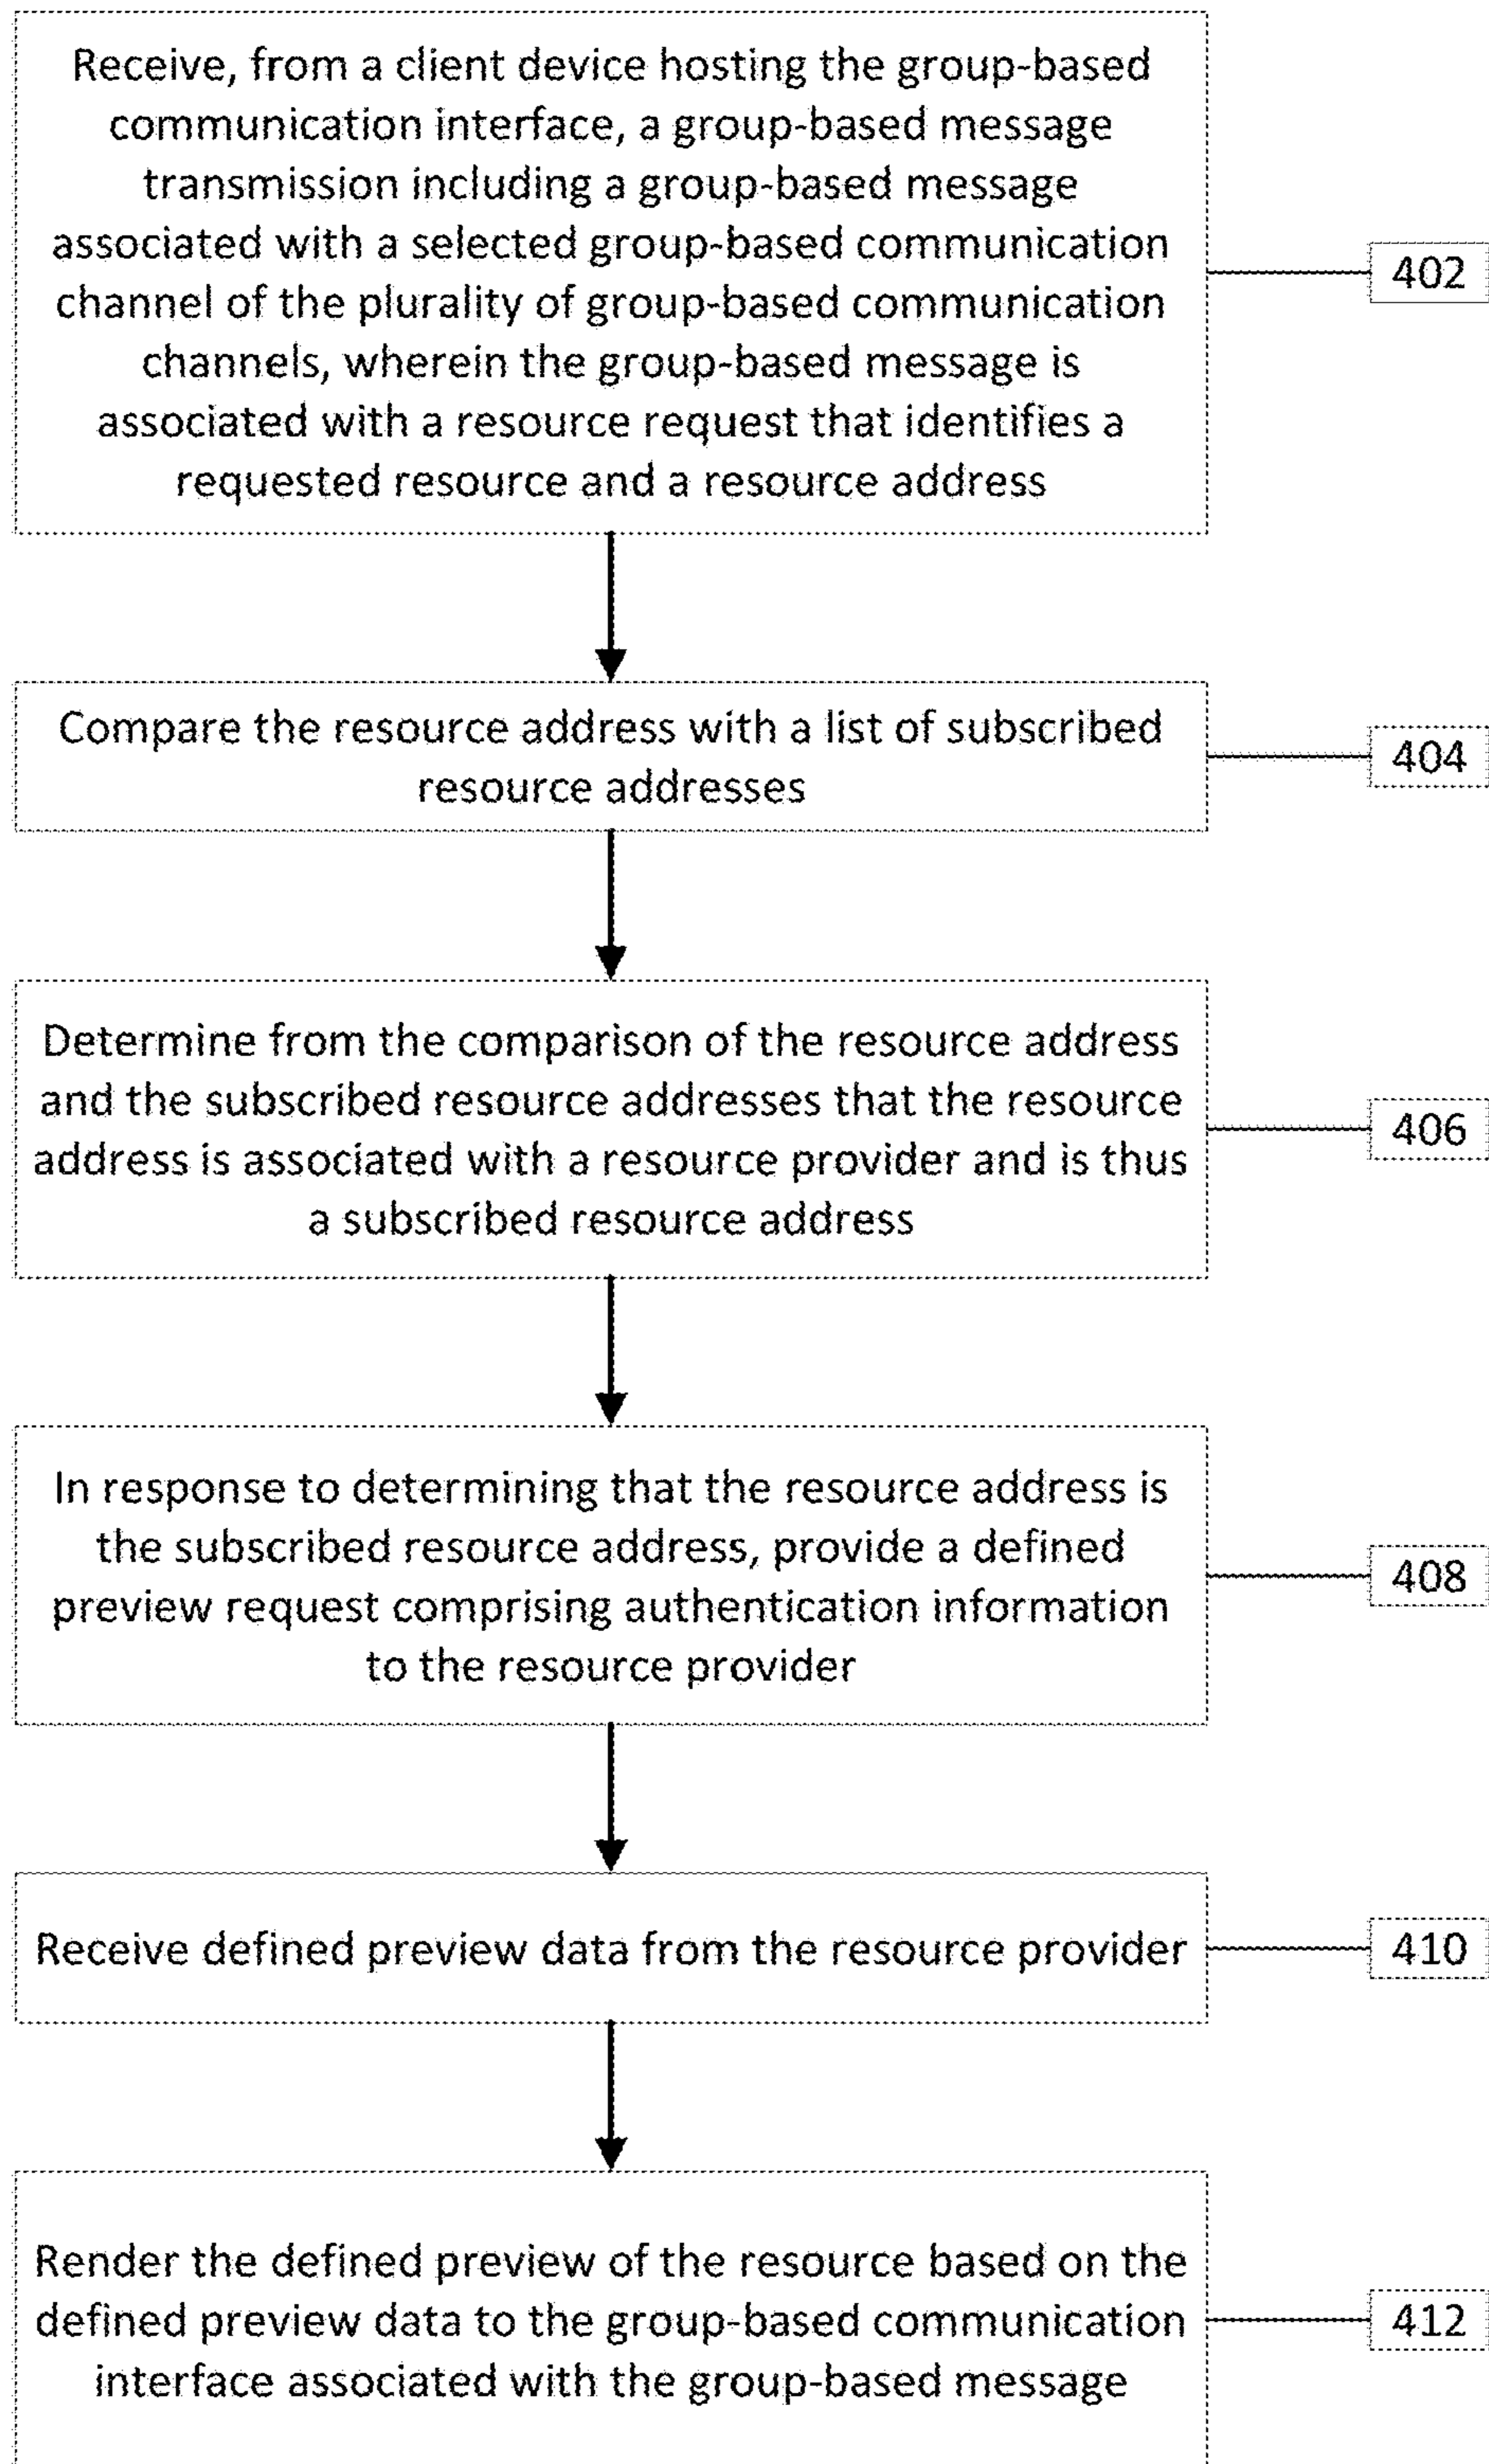 Receive, from a client device hosting the group-based
communication interface, a group-based message
transmission including a group-based message
associated with a selected group-based communication
channel of the plurality of group-based communication
channels, wherein the group-based message is
associated with a resource request that identifies a
requested resource and a resource address
402
Compare the resource address with a list of subscribed
resource addresses
404
Determine from the comparison of the resource address
and the subscribed resource addresses that the resource
address is associated with a resource provider and is thus
a subscribed resource address
406
In response to determining that the resource address is
the subscribed resource address, provide a defined
preview request comprising authentication information
to the resource provider
408
Receive defined preview data from the resource provider
410
Render the defined preview of the resource based on the
defined preview data to the group-based communication
interface associated with the group-based message
412